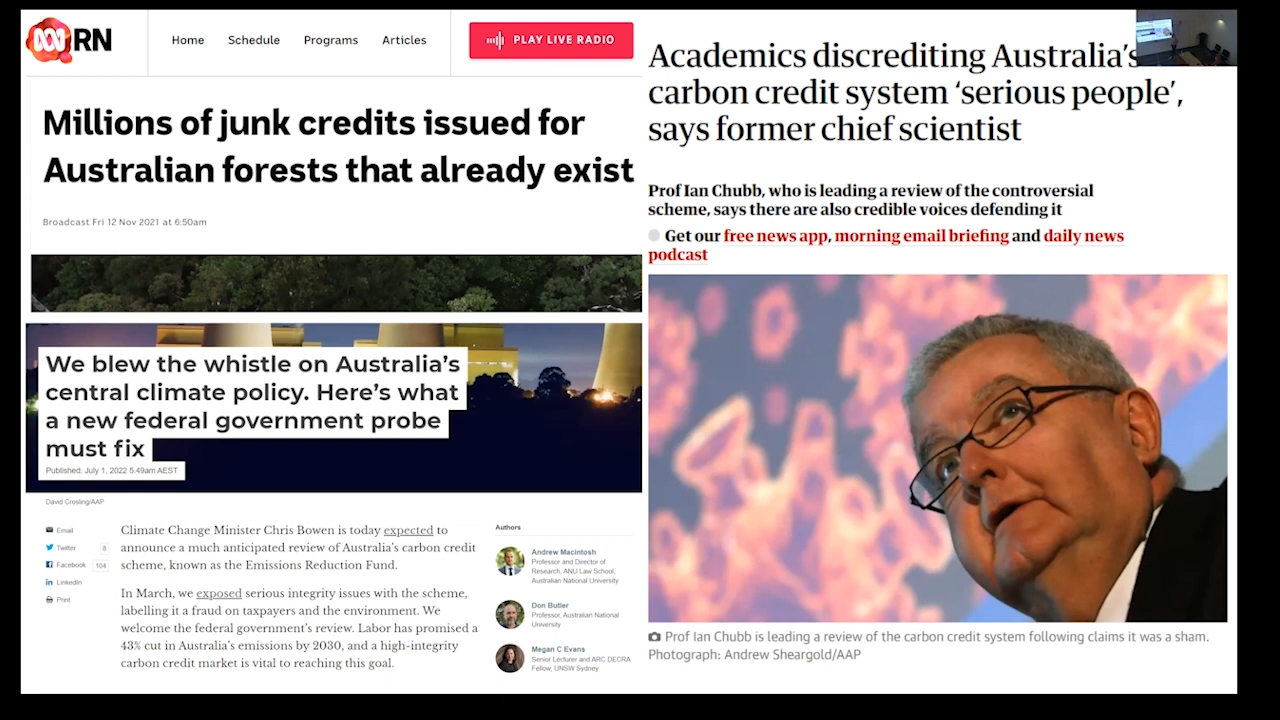 RN
Home
Schedule
Programs
Articles
PLAY LIVE RADIO
Millions of junk credits issued for
Australian forests that already exist
Broadcast Fri 12 Nov 2021 at 6:50am
We blew the whistle on Australia's
central climate policy. Here's what
a new federal government probe
must fix
Published: July 1, 2022 5.49am AEST
David Crosling/AAP
Email
Twitter 8
Facebook 104
LinkedIn
Print
Climate Change Minister Chris Bowen is today expected to
announce a much anticipated review of Australia's carbon credit
scheme, known as the Emissions Reduction Fund.
In March, we exposed serious integrity issues with the scheme,
labelling it a fraud on taxpayers and the environment. We
welcome the federal government's review. Labor has promised a
43% cut in Australia's emissions by 2030, and a high-integrity
carbon credit market is vital to reaching this goal.
Authors
Andrew Macintosh
Professor and Director of
Research, ANU Law School,
Australian National University
Don Butler
Professor, Australian National
University
Megan C Evans
Senior Lecturer and ARC DECRA
Fellow, UNSW Sydney
Academics discrediting Australia's
carbon credit system ‘serious people’,
says former chief scientist
Prof Ian Chubb, who is leading a review of the controversial
scheme, says there are also credible voices defending it
Get our free news app, morning email briefing and daily news
podcast
Prof Ian Chubb is leading a review of the carbon credit system following claims it was a sham.
Photograph: Andrew Sheargold/AAP